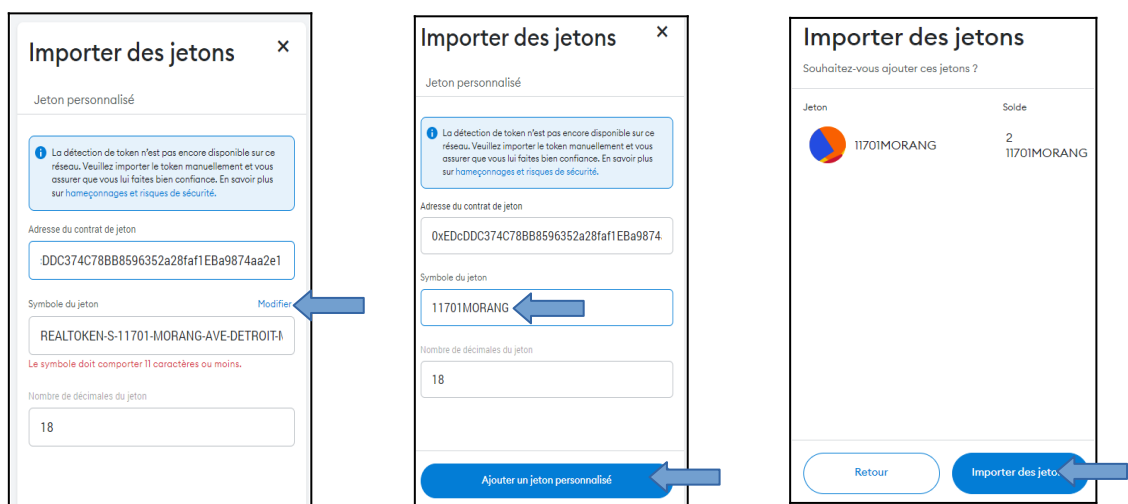 Importer des jetons ×
Jeton personnalisé
La détection de token n'est pas encore disponible sur ce
réseau. Veuillez importer le token manuellement et vous
assurer que vous lui faites bien confiance. En savoir plus
sur hameçonnages et risques de sécurité.
Adresse du contrat de jeton
DDC374C78BB8596352a28faf1EBa9874aa2e1
Symbole du jeton Modifier
REALTOKEN-S-11701-MORANG-AVE-DETROIT-
Le symbole doit comporter 11 caractères ou moins.
Nombre de décimales du jeton
18
Importer des jetons ×
Jeton personnalisé
La détection de token n'est pas encore disponible sur ce
réseau. Veuillez importer le token manuellement et vous
assurer que vous lui faites bien confiance. En savoir plus
sur hameçonnages et risques de sécurité.
Adresse du contrat de jeton
0xEDcDDC374C78BB8596352a28faf1EBa9874
Symbole du jeton
11701MORANG
Nombre de décimales du jeton
18
Ajouter un jeton personnalisé
Importer des jetons
Souhaitez-vous ajouter ces jetons ?
Jeton Solde
11701MORANG 2
11701MORANG
Retour Importer des jeto